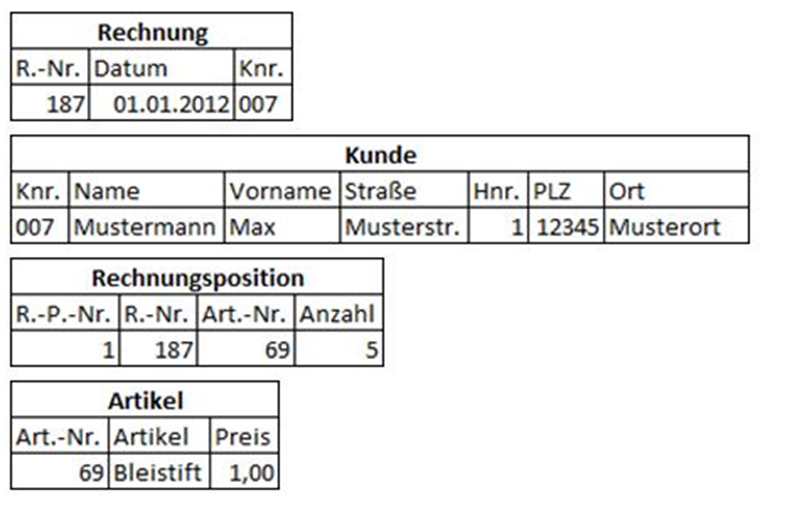 Rechnung
R.-Nr. Datum Knr.
187 01.01.2012 007
Kunde
Knr. Name Vorname Straße Hnr. PLZ Ort
007 Mustermann Max Musterstr. 1 12345 Musterort
Rechnungsposition
R.-P.-Nr. R.-Nr. Art.-Nr. Anzahl
1 187 69 5
Artikel
Art.-Nr. Artikel Preis
69 Bleistift 1,00